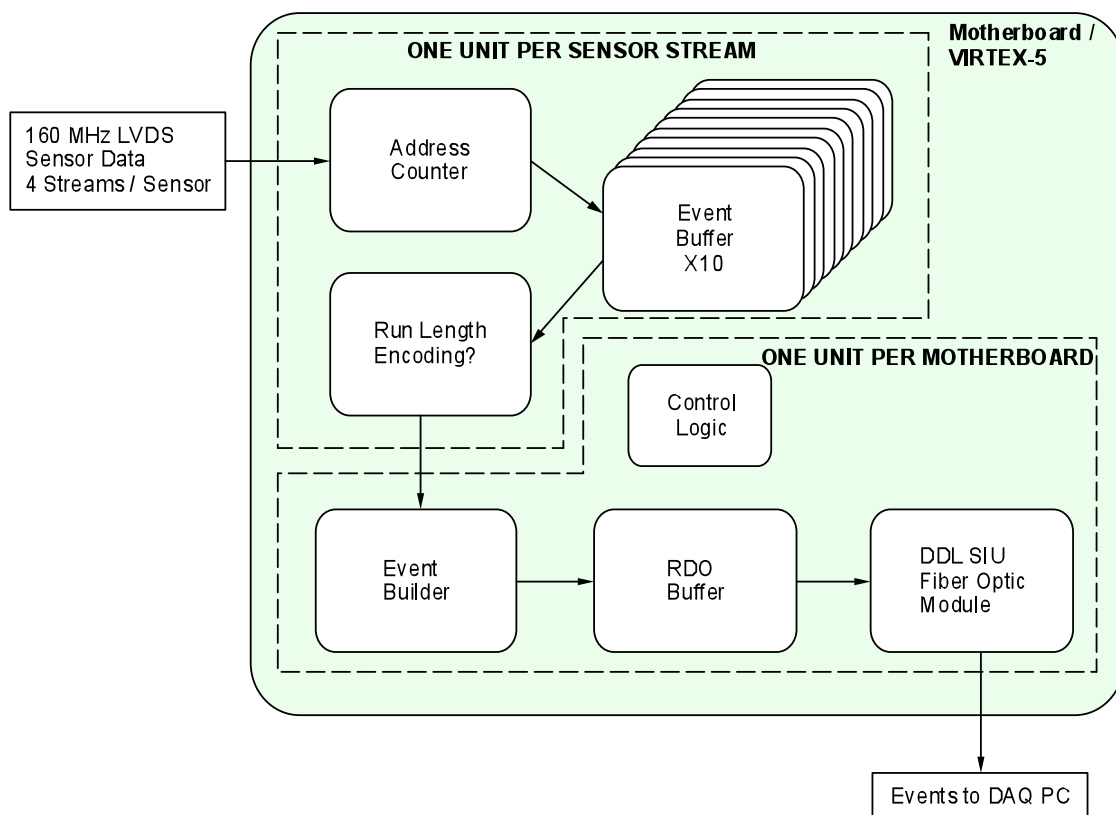 Motherboard /
VIRTEX-5
ONE UNIT PER SENSOR STREAM
160 MHz LVDS
Sensor Data
4 Streams / Sensor
Address
Counter
Event
Buffer
X10
Run Length
Encoding?
ONE UNIT PER MOTHERBOARD
Control
Logic
Event
Builder
RDO
Buffer
DDL SIU
Fiber Optic
Module
Events to DAQ PC